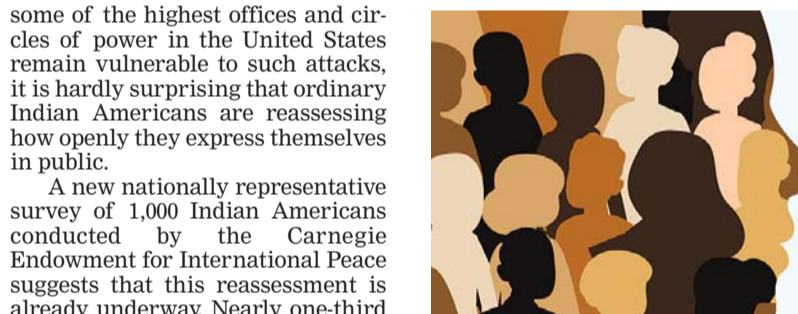 some of the highest offices and cir-
cles of power in the United States
remain vulnerable to such attacks,
it is hardly surprising that ordinary
Indian Americans are reassessing
how openly they express themselves
in public.
A new nationally representative
survey of 1,000 Indian Americans
conducted by the Carnegie
Endowment for International Peace
suggests that this reassessment is
already underway. Nearly one-third